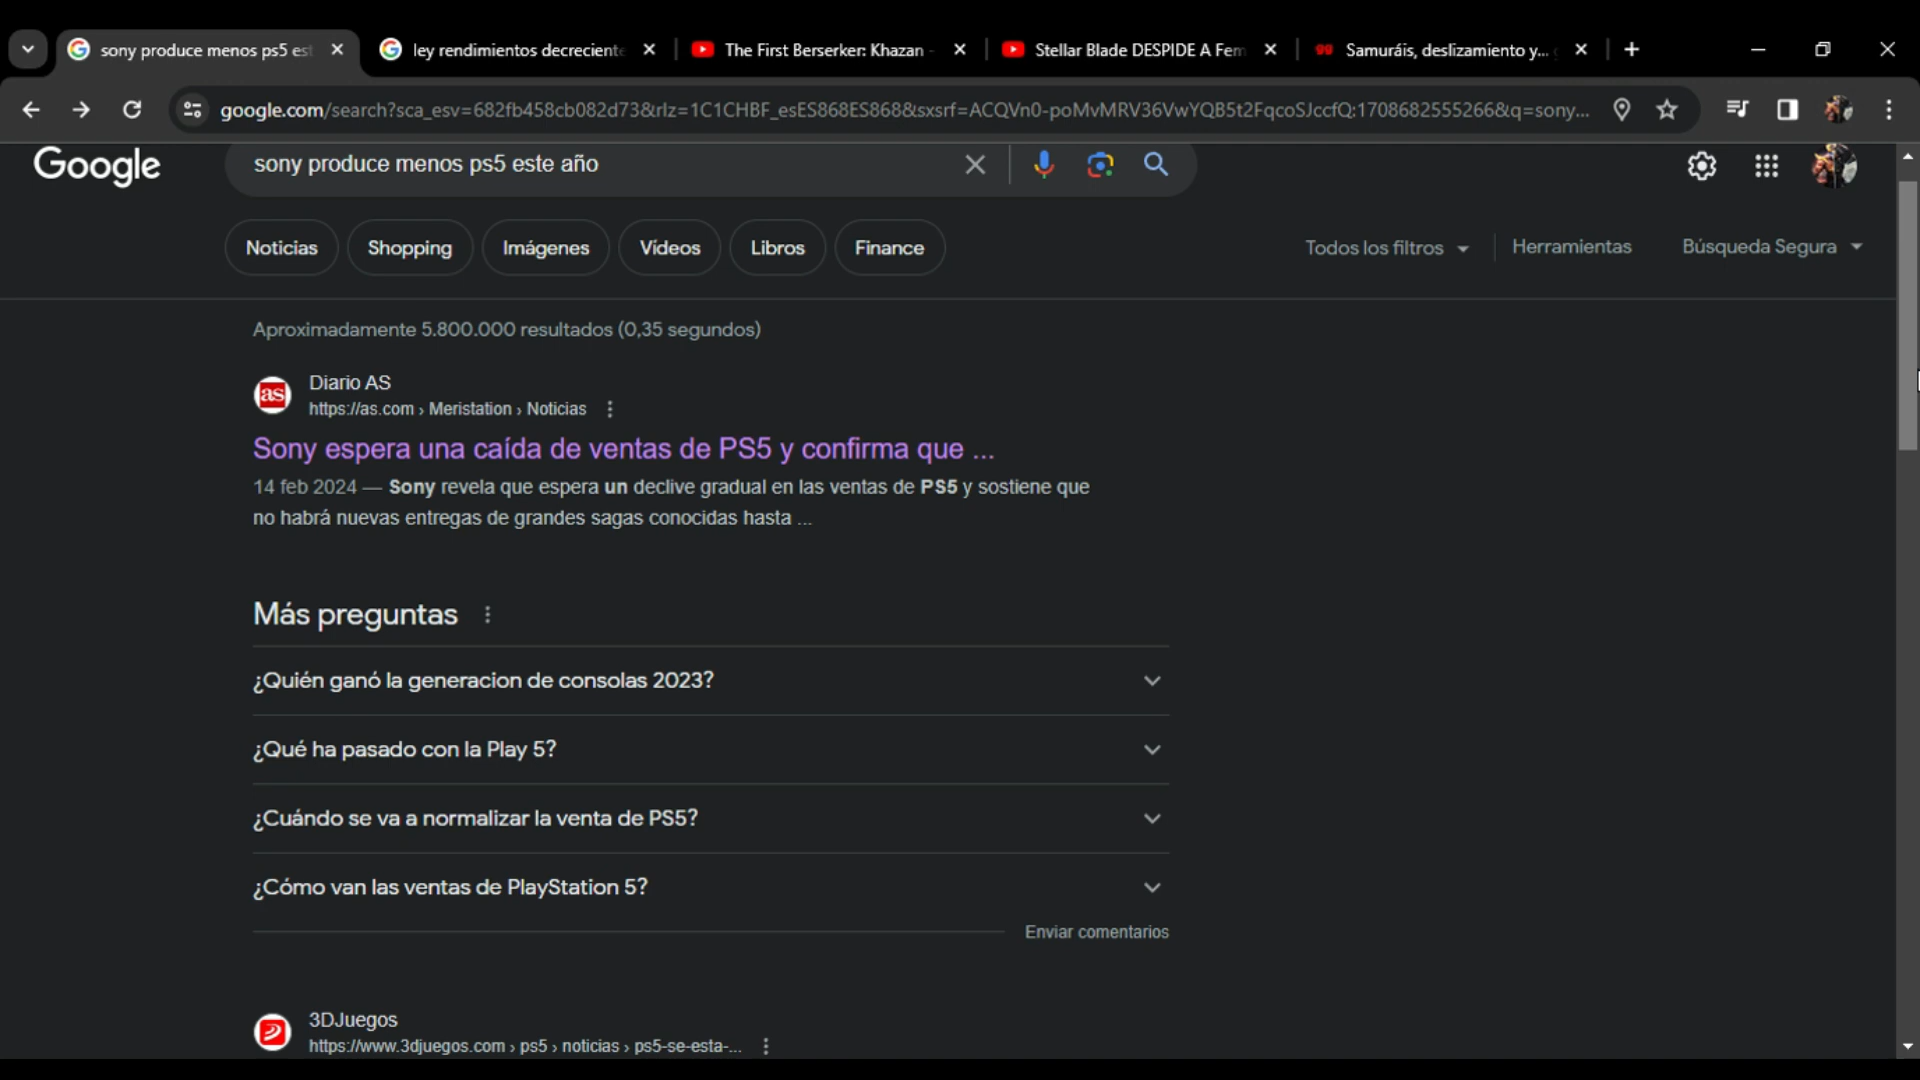 sony produce menos ps5 es
ley rendimientos decreciente
The First Berserker: Khazan -
Stellar Blade DESPIDE A Fem
Samuráis, deslizamiento y...
google.com/search?sca_esv=682fb458cb082d73&rlz=1C1CHBF_esES868ES868&sxsrf=ACQVn0-poMvMRV36VwYQB5t2FqcoSJccfQ:1708682555266&q=sony...
Google
sony produce menos ps5 este año
Noticias
Shopping
Imágenes
Vídeos
Libros
Finance
Todos los filtros
Herramientas
Búsqueda Segura
Aproximadamente 5.800.000 resultados (0,35 segundos)
as
Diario AS
https://as.com › Meristation › Noticias
Sony espera una caída de ventas de PS5 y confirma que ...
14 feb 2024 — Sony revela que espera un declive gradual en las ventas de PS5 y sostiene que
no habrá nuevas entregas de grandes sagas conocidas hasta ...
Más preguntas
¿Quién ganó la generacion de consolas 2023?
¿Qué ha pasado con la Play 5?
¿Cuándo se va a normalizar la venta de PS5?
¿Cómo van las ventas de PlayStation 5?
Enviar comentarios
3DJuegos
https://www.3djuegos.com › ps5 › noticias › ps5-se-esta-...